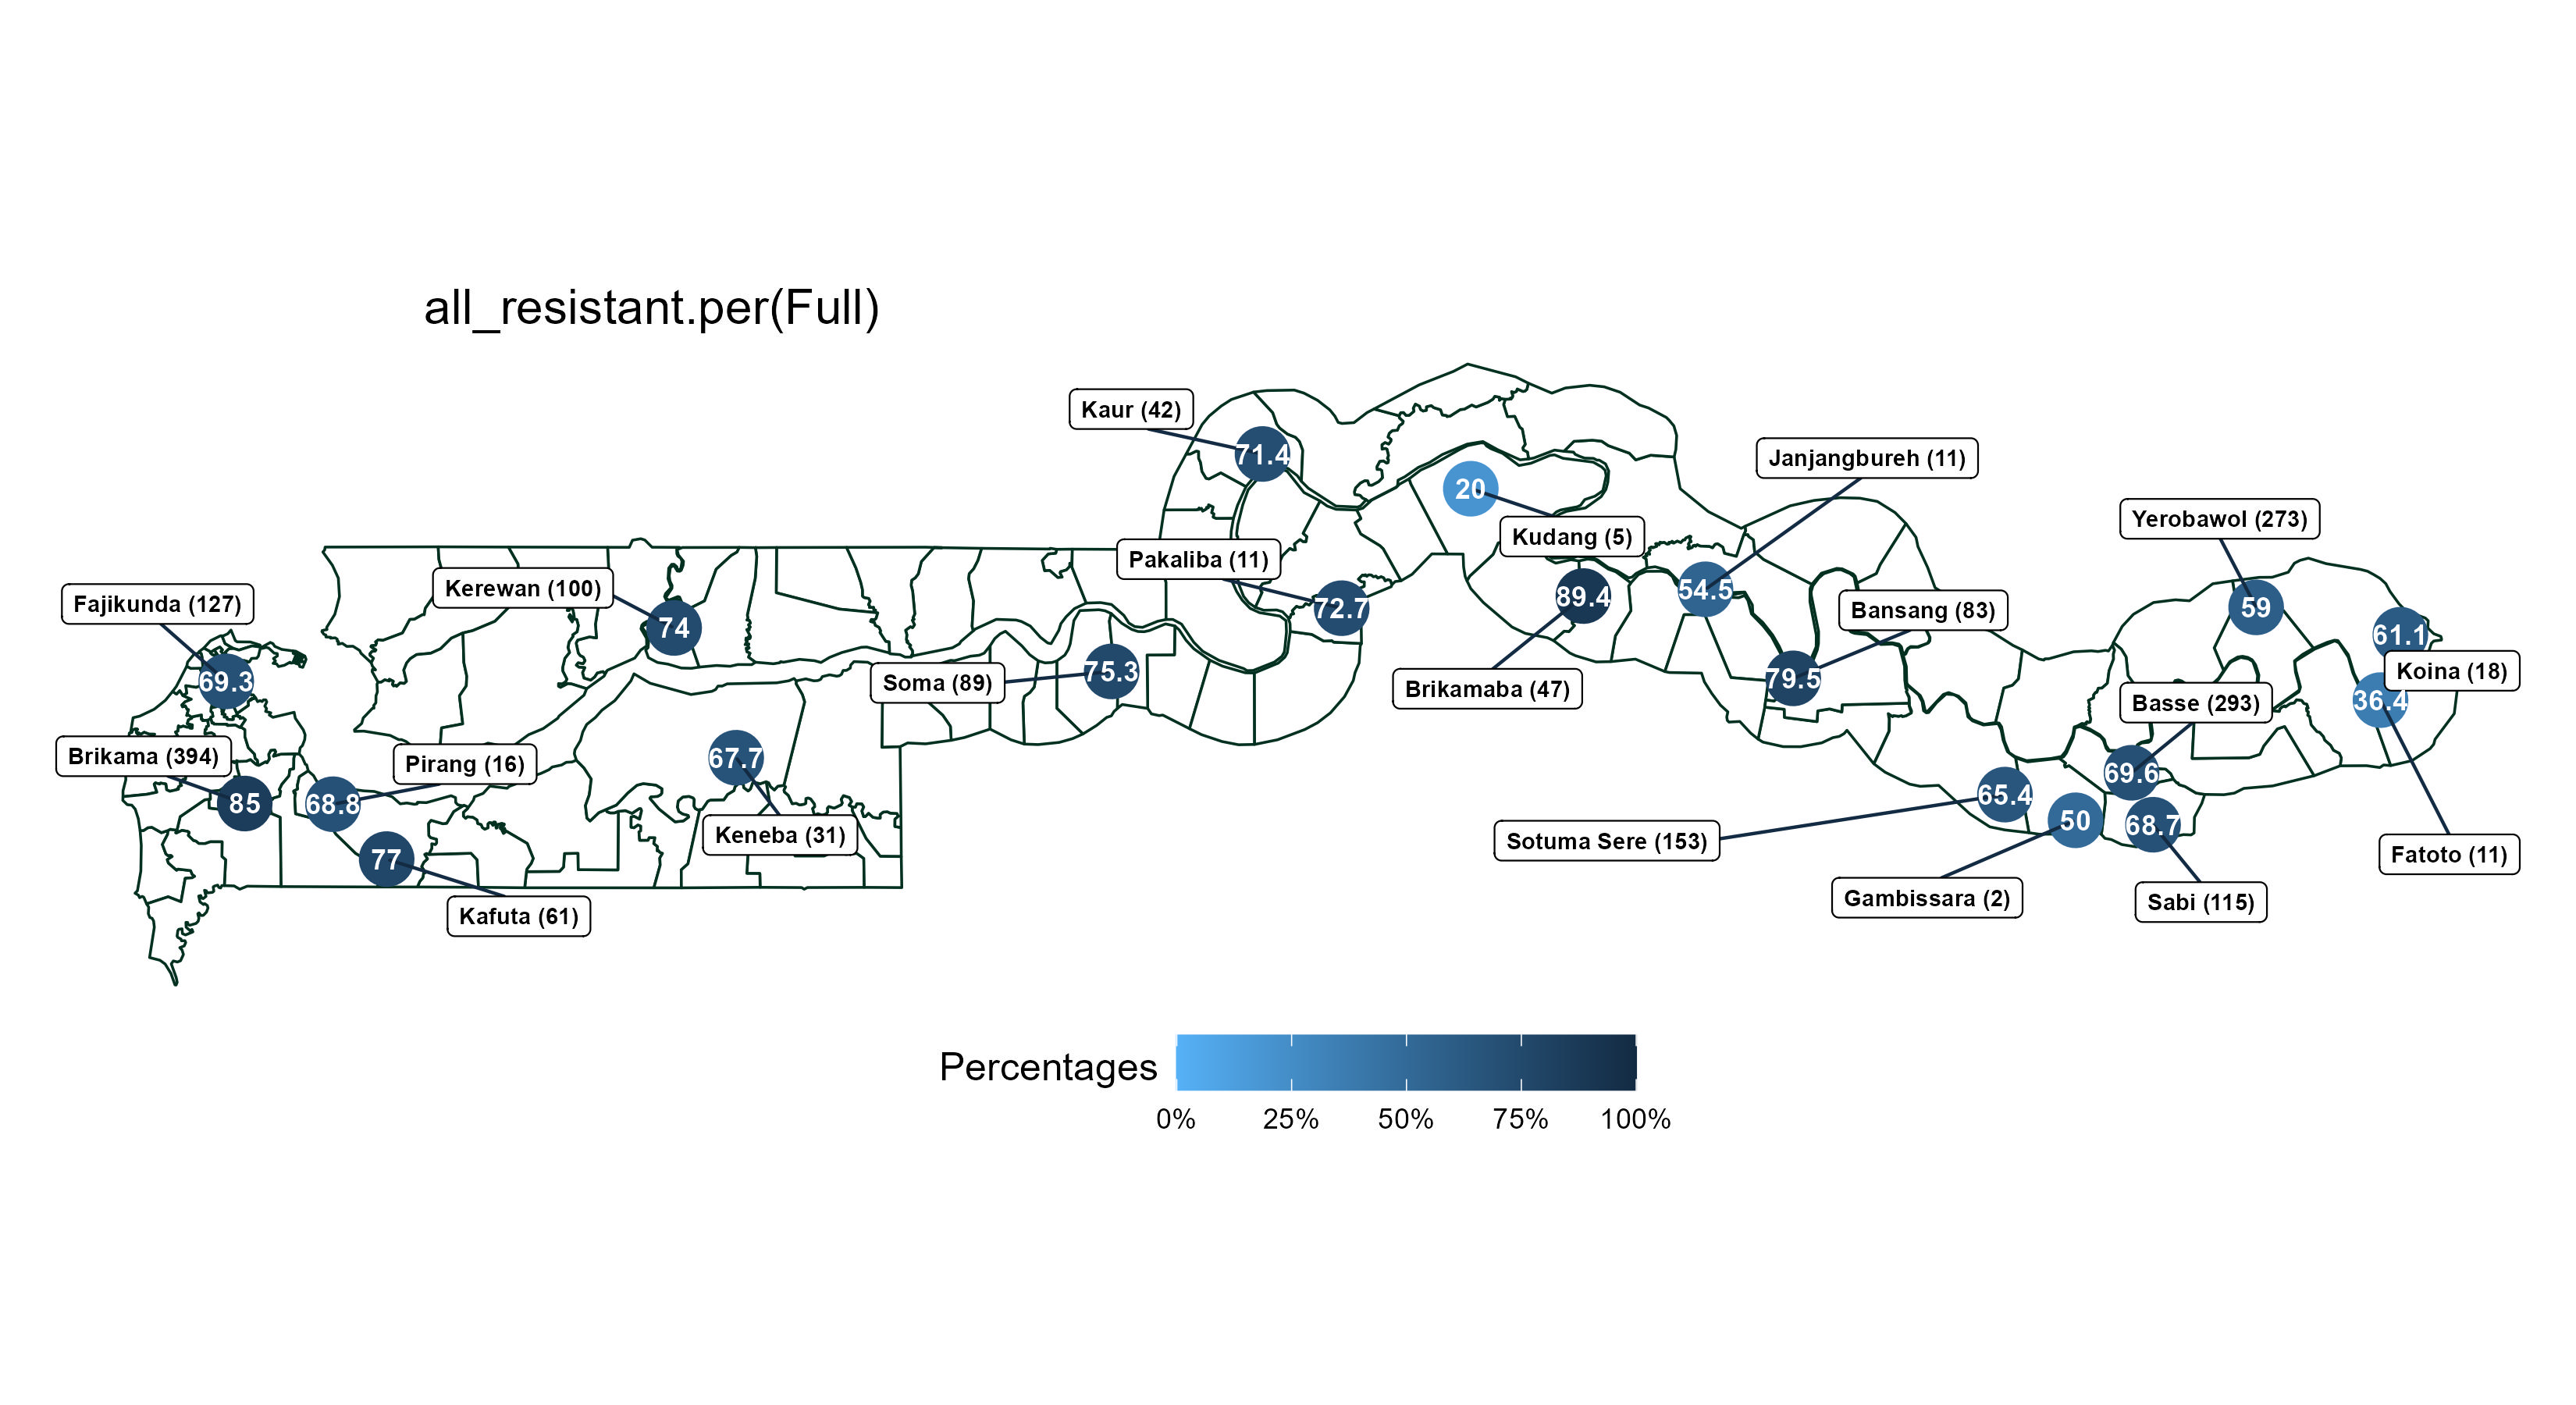 all_resistant.per(Full)
Kaur (42)
71.4
Janjangbureh (11)
20
Yerobawol (273)
Kudang (5)
Pakaliba (11)
Kerewan (100)
54.5
89.4
Fajikunda (127)
59
72.7
Bansang (83)
74
61.1
Koina (18)
75.3
79.5
69.3
Soma (89)
Brikamaba (47)
36.4
Basse (293)
Brikama (394)
67.7
Pirang (16)
69.6
65.4
85
68.8
50
68.7
Keneba (31)
Sotuma Sere (153)
77
Fatoto (11)
Gambissara (2)
Sabi (115)
Kafuta (61)
Percentages
0%
25%
50%
75%
100%